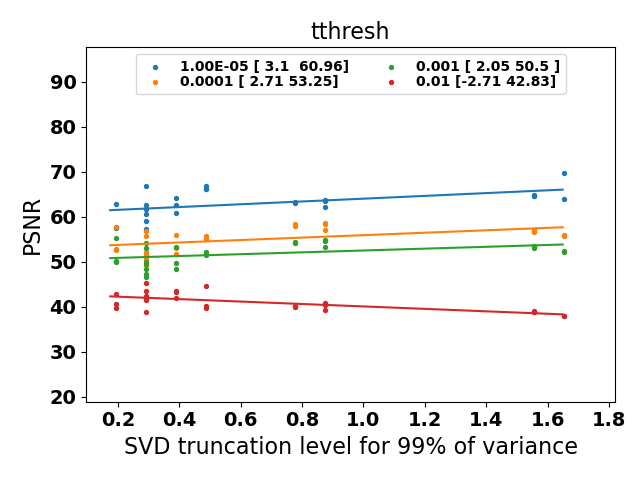 tthresh
1.00E-05 [ 3.1  60.96]
0.0001 [ 2.71 53.25]
0.001 [ 2.05 50.5 ]
0.01 [-2.71 42.83]
PSNR
90
80
70
60
50
40
30
20
0.2 0.4 0.6 0.8 1.0 1.2 1.4 1.6 1.8
SVD truncation level for 99% of variance